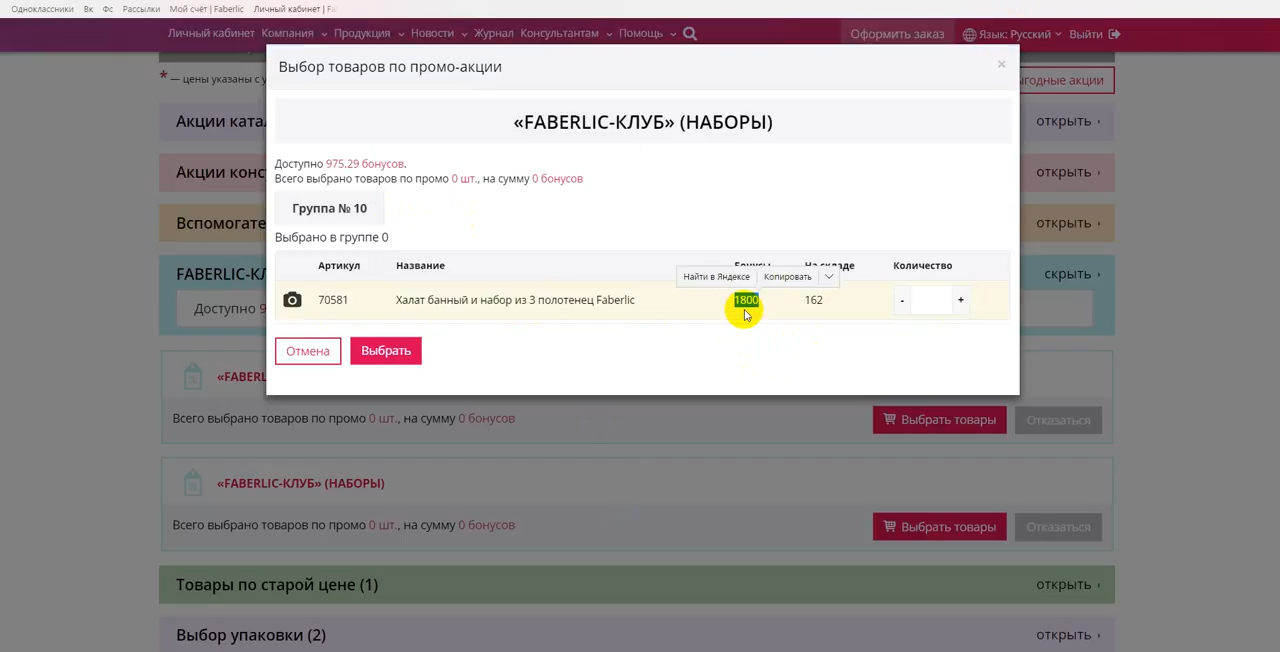 Одноклассники Вк Фс Рассылки Мой счёт | Faberlic Личный кабинет | Fa
Личный кабинет Компания Продукция Новости Журнал Консультантам Помощь Оформить заказ Язык: Русский Выйти
Выбор товаров по промо-акции ×
* — цены указаны с у
ыгодные акции
Акции ката
открыть ›
«FABERLIC-КЛУБ» (НАБОРЫ)
Доступно 975.29 бонусов.
Акции конс
открыть ›
Всего выбрано товаров по промо 0 шт., на сумму 0 бонусов
Группа № 10
Вспомогате
открыть ›
Выбрано в группе 0
Артикул Название Бонусы На складе Количество
FABERLIC-КЛ
скрыть ›
Найти в Яндексе Копировать
70581 Халат банный и набор из 3 полотенец Faberlic 1800 162 - +
Доступно 9
Отмена Выбрать
«FABERL
Всего выбрано товаров по промо 0 шт., на сумму 0 бонусов Выбрать товары Отказаться
«FABERLIC-КЛУБ» (НАБОРЫ)
Всего выбрано товаров по промо 0 шт., на сумму 0 бонусов Выбрать товары Отказаться
Товары по старой цене (1) открыть ›
Выбор упаковки (2) открыть ›